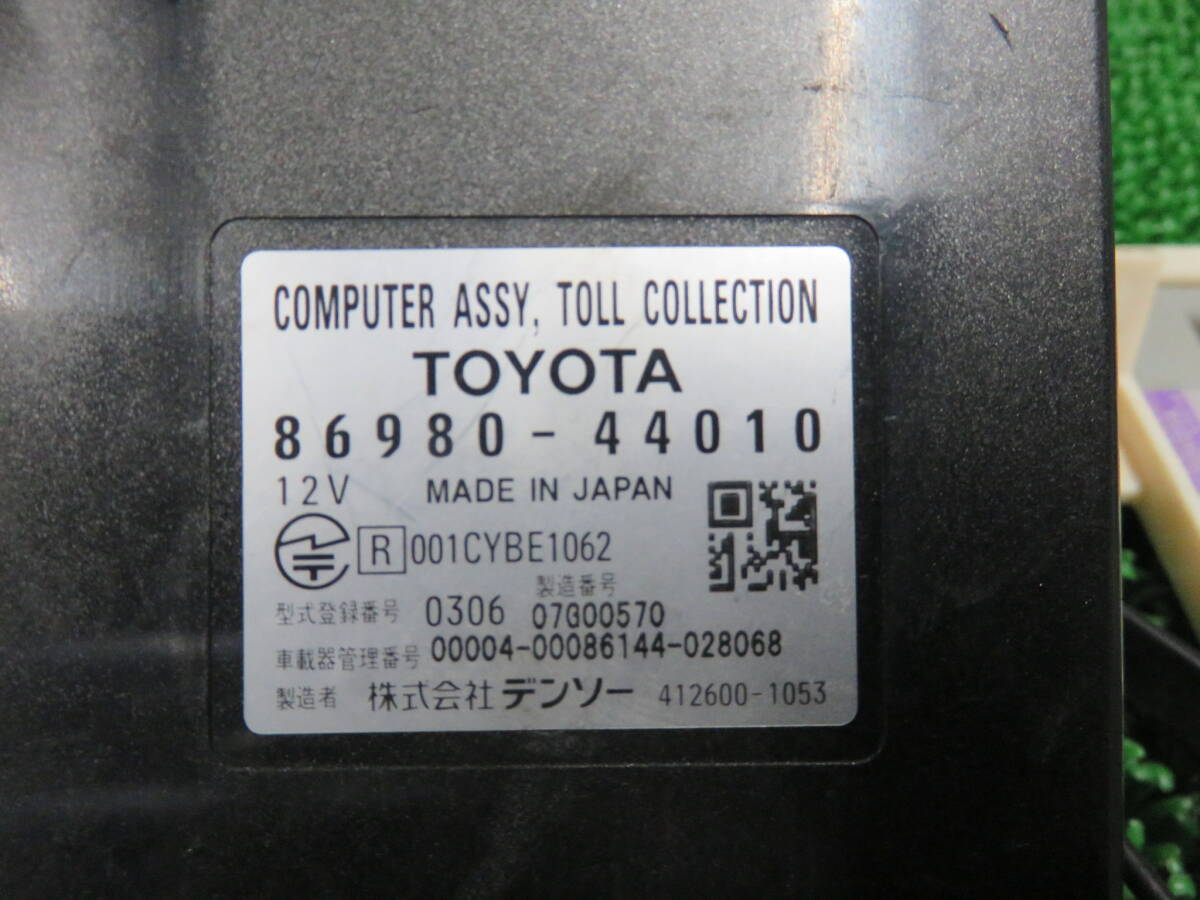 COMPUTER ASSY, TOLL COLLECTION
TOYOTA
86980-44010
12V MADE IN JAPAN
R 001CYBE1062
型式登録番号 0306 製造番号 07G00570
車載器管理番号 00004-00086144-028068
製造者 株式会社 デンソー 412600-1053